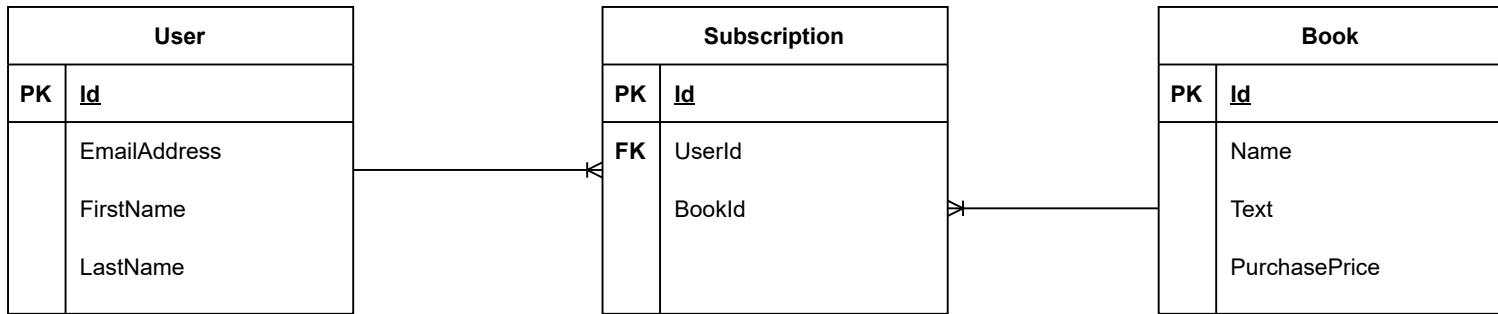 User
PK Id
EmailAddress
FirstName
LastName
Subscription
PK Id
FK UserId
BookId
Book
PK Id
Name
Text
PurchasePrice